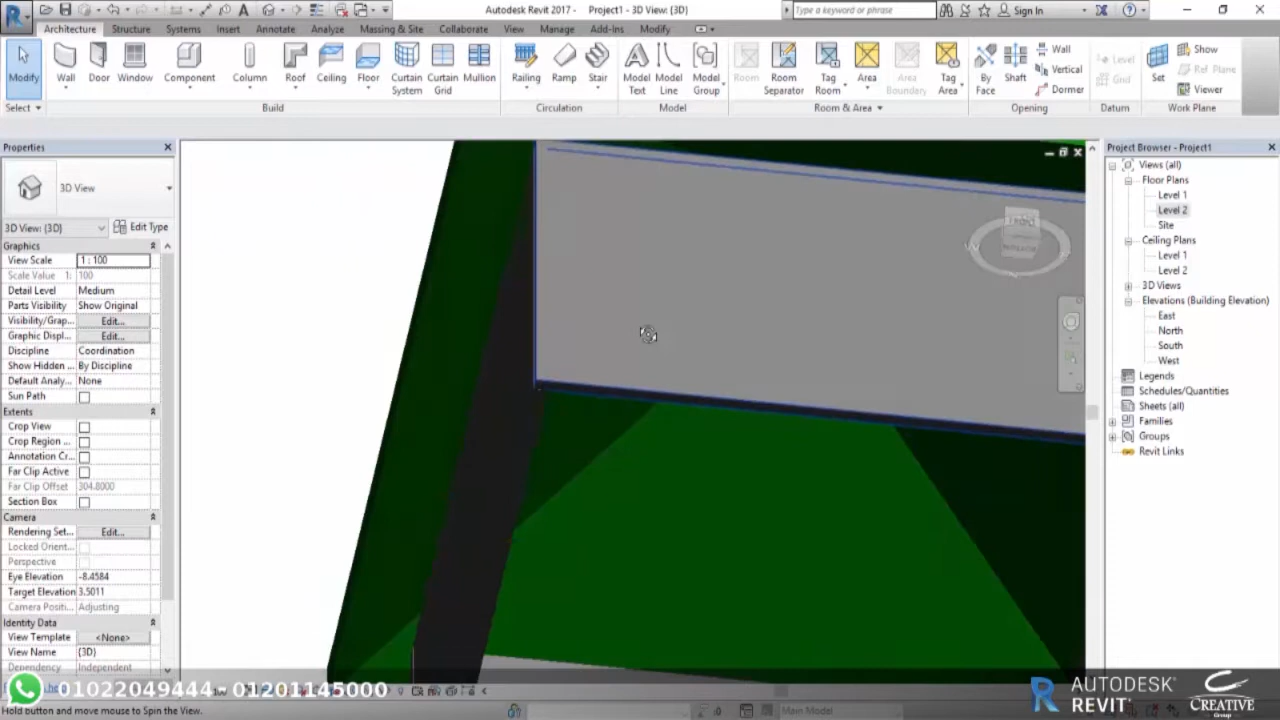 Autodesk Revit 2017 - Project1 - 3D View: {3D}
Type a keyword or phrase
Sign In
Architecture Structure Systems Insert Annotate Analyze Massing & Site Collaborate View Manage Add-Ins Modify
Modify
Wall
Door
Window
Component
Column
Roof
Ceiling
Floor
Curtain System
Curtain Grid
Mullion
Railing
Ramp
Stair
Model Text
Model Line
Model Group
Room
Room Separator
Tag Room
Area
Area Boundary
Tag Area
By Face
Shaft
Wall
Vertical
Dormer
Level
Grid
Set
Show
Ref Plane
Viewer
Select
Build
Circulation
Model
Room & Area
Opening
Datum
Work Plane
Properties
3D View
3D View: {3D}
Edit Type
Graphics
View Scale 1 : 100
Scale Value 1: 100
Detail Level Medium
Parts Visibility Show Original
Visibility/Grap... Edit...
Graphic Displ... Edit...
Discipline Coordination
Show Hidden ... By Discipline
Default Analy... None
Sun Path
Extents
Crop View
Crop Region ...
Annotation Cr...
Far Clip Active
Far Clip Offset 304.8000
Section Box
Camera
Rendering Set... Edit...
Locked Orient...
Perspective
Eye Elevation -8.4584
Target Elevation 3.5011
Camera Positi... Adjusting
Identity Data
View Template <None>
View Name {3D}
Dependency Independent
FRONT
Project Browser - Project1
Views (all)
Floor Plans
Level 1
Level 2
Site
Ceiling Plans
Level 1
Level 2
3D Views
Elevations (Building Elevation)
East
North
South
West
Legends
Schedules/Quantities
Sheets (all)
Families
Groups
Revit Links
01022049444 - 01201145000
AUTODESK®
REVIT®
CREATIVE
Group
Hold button and move mouse to Spin the View.
Main Model